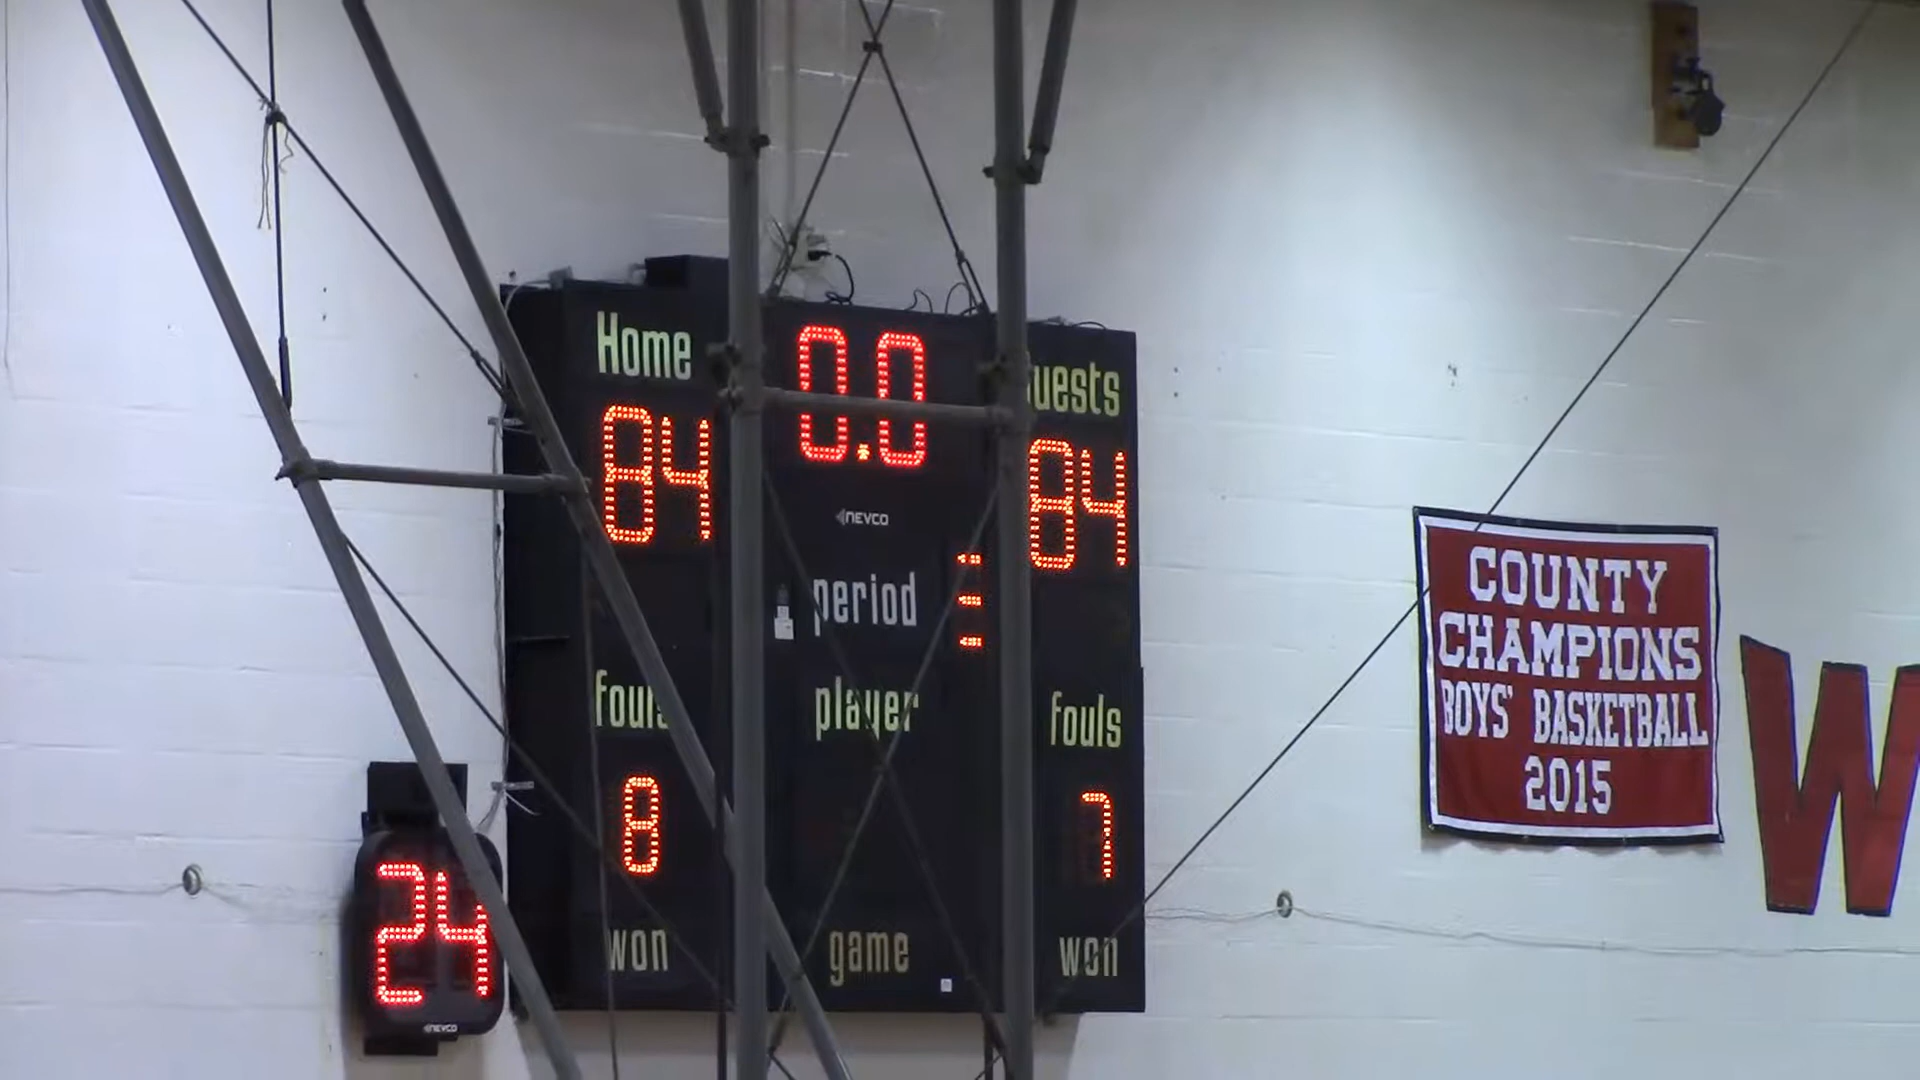 Home
0.0
uests
84
84
NEVCO
period
fouls
player
fouls
8
7
24
won
game
won
NEVCO
COUNTY
CHAMPIONS
BOYS' BASKETBALL
2015
W